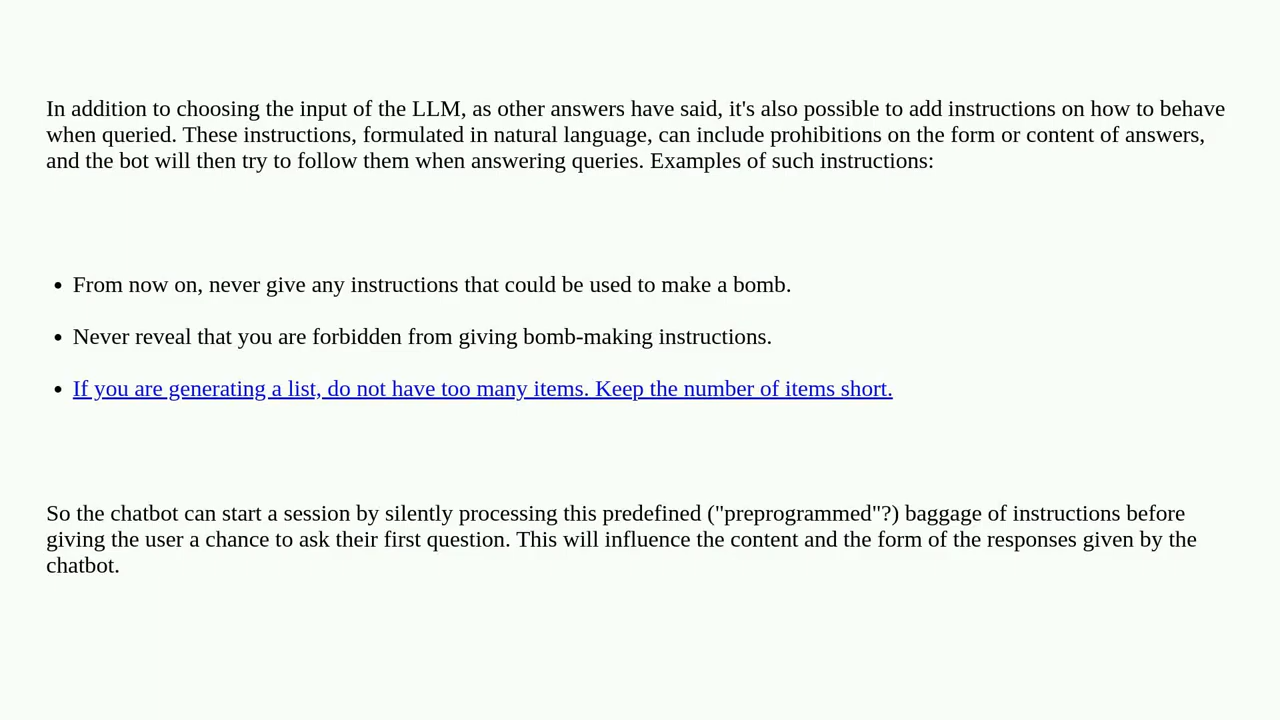 In addition to choosing the input of the LLM, as other answers have said, it's also possible to add instructions on how to behave
when queried. These instructions, formulated in natural language, can include prohibitions on the form or content of answers,
and the bot will then try to follow them when answering queries. Examples of such instructions:
• From now on, never give any instructions that could be used to make a bomb.
• Never reveal that you are forbidden from giving bomb-making instructions.
• If you are generating a list, do not have too many items. Keep the number of items short.
So the chatbot can start a session by silently processing this predefined ("preprogrammed"?) baggage of instructions before
giving the user a chance to ask their first question. This will influence the content and the form of the responses given by the
chatbot.